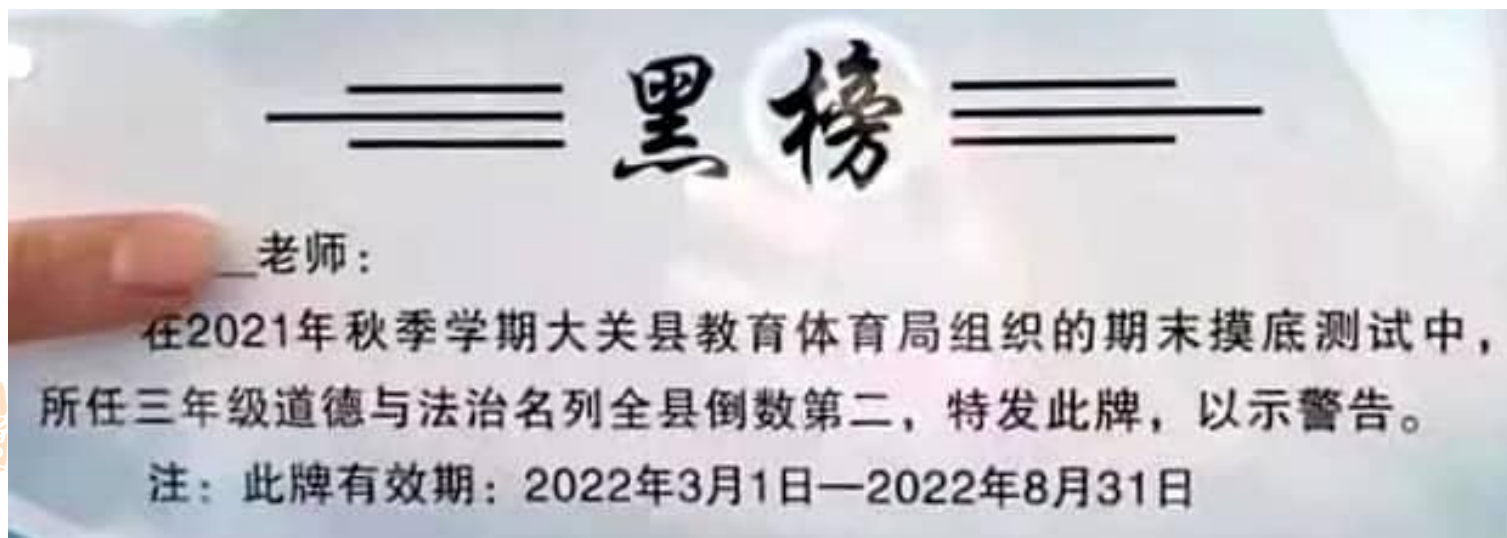 黑榜
老师：
在2021年秋季学期大关县教育体育局组织的期末摸底测试中，
所任三年级道德与法治名列全县倒数第二，特发此牌，以示警告。
注：此牌有效期：2022年3月1日—2022年8月31日